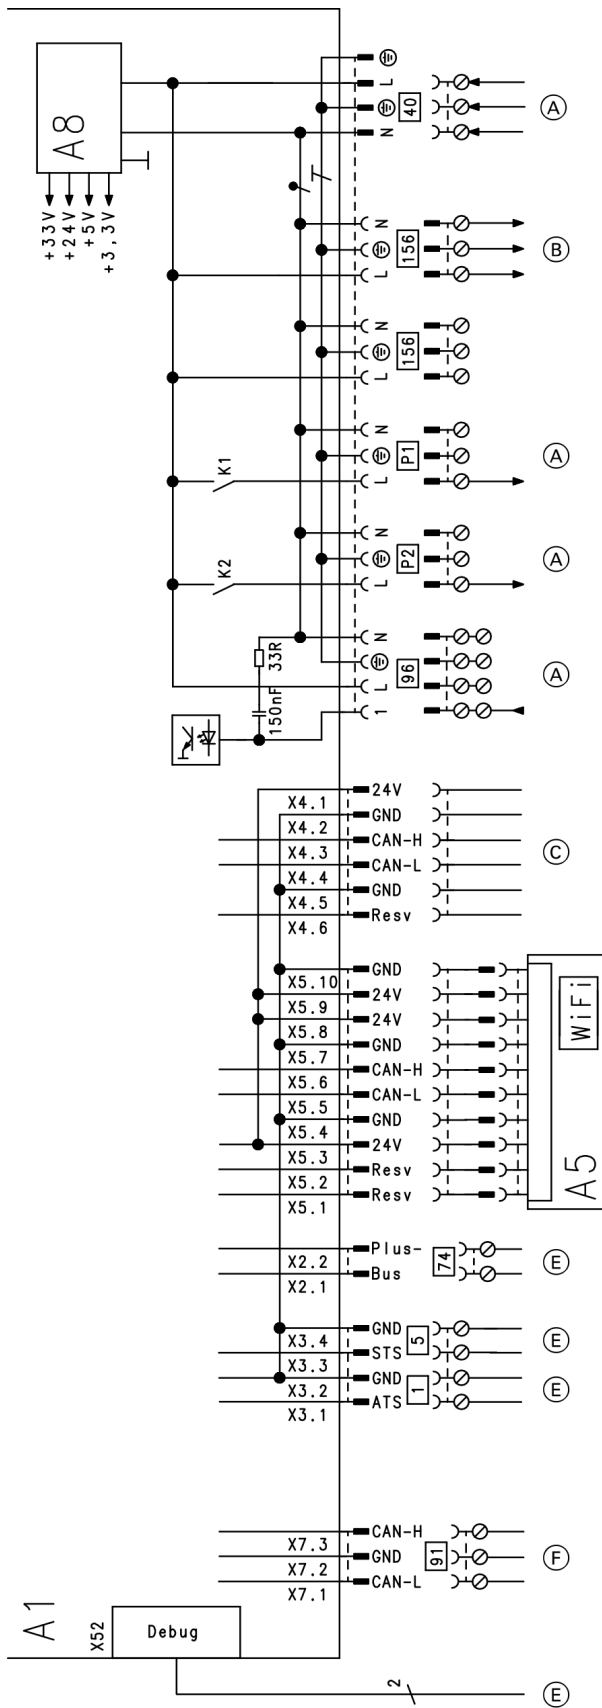 A8
+33V
+24V
+5V
+3,3V
L
40
N
A
N
156
L
B
N
156
L
K1
N
P1
L
A
K2
N
P2
L
A
33R
150nF
N
96
L
1
A
X4.1 24V
X4.2 GND
X4.3 CAN-H
X4.4 CAN-L
X4.5 GND
X4.6 Resv
C
X5.10 GND
X5.9 24V
X5.8 24V
X5.7 GND
X5.6 CAN-H
X5.5 CAN-L
X5.4 GND
X5.3 24V
X5.2 Resv
X5.1 Resv
WiFi
A5
X2.2 Plus-
X2.1 Bus
74
E
X3.4 GND
X3.3 STS
5
E
X3.2 GND
X3.1 ATS
1
E
X7.3 CAN-H
X7.2 GND
X7.1 CAN-L
91
F
A1
X52
Debug
2
E